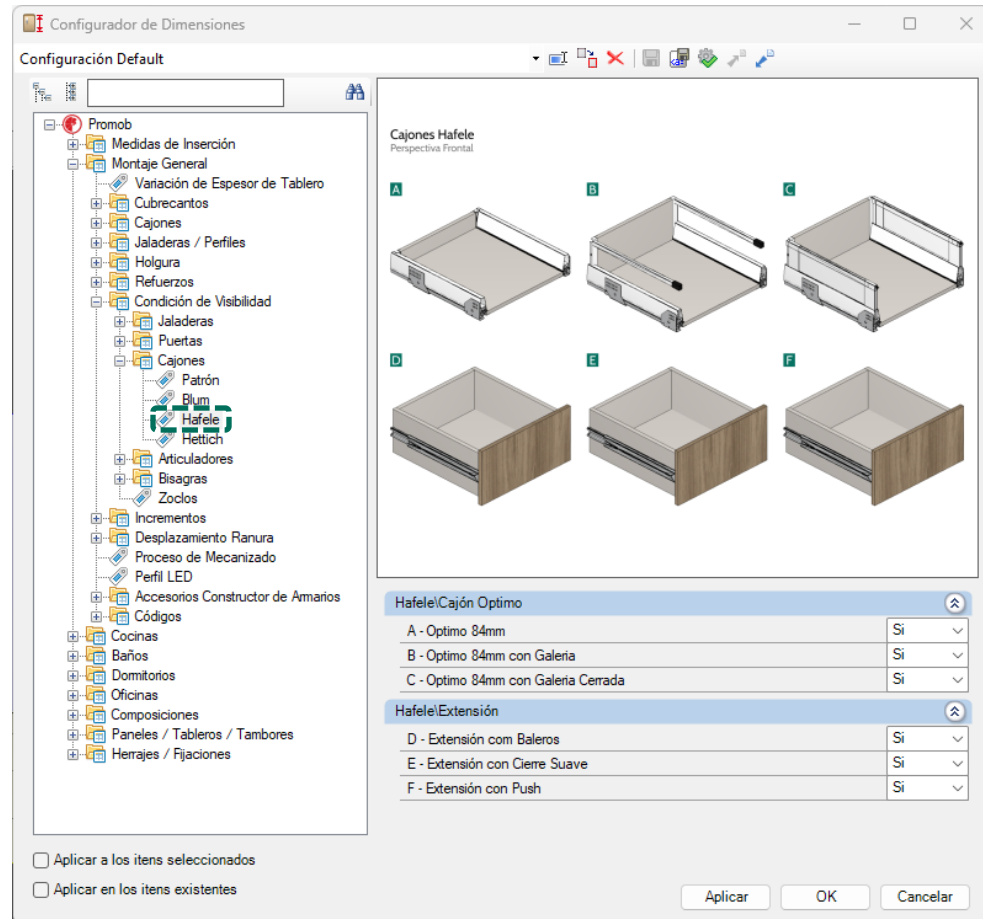 Configurador de Dimensiones
Configuración Default
Promob
Medidas de Inserción
Montaje General
Variación de Espesor de Tablero
Cubrecantos
Cajones
Jaladeras / Perfiles
Holgura
Refuerzos
Condición de Visibilidad
Jaladeras
Puertas
Cajones
Patrón
Blum
Hafele
Hettich
Articuladores
Bisagras
Zoclos
Incrementos
Desplazamiento Ranura
Proceso de Mecanizado
Perfil LED
Accesorios Constructor de Armarios
Códigos
Cocinas
Baños
Dormitorios
Oficinas
Composiciones
Paneles / Tableros / Tambores
Herrajes / Fijaciones
Cajones Hafele
Perspectiva Frontal
A B C
D E F
Hafele\Cajón Optimo
A - Optimo 84mm Si
B - Optimo 84mm con Galeria Si
C - Optimo 84mm con Galeria Cerrada Si
Hafele\Extensión
D - Extensión com Baleros Si
E - Extensión con Cierre Suave Si
F - Extensión con Push Si
Aplicar a los itens seleccionados
Aplicar en los itens existentes
Aplicar OK Cancelar